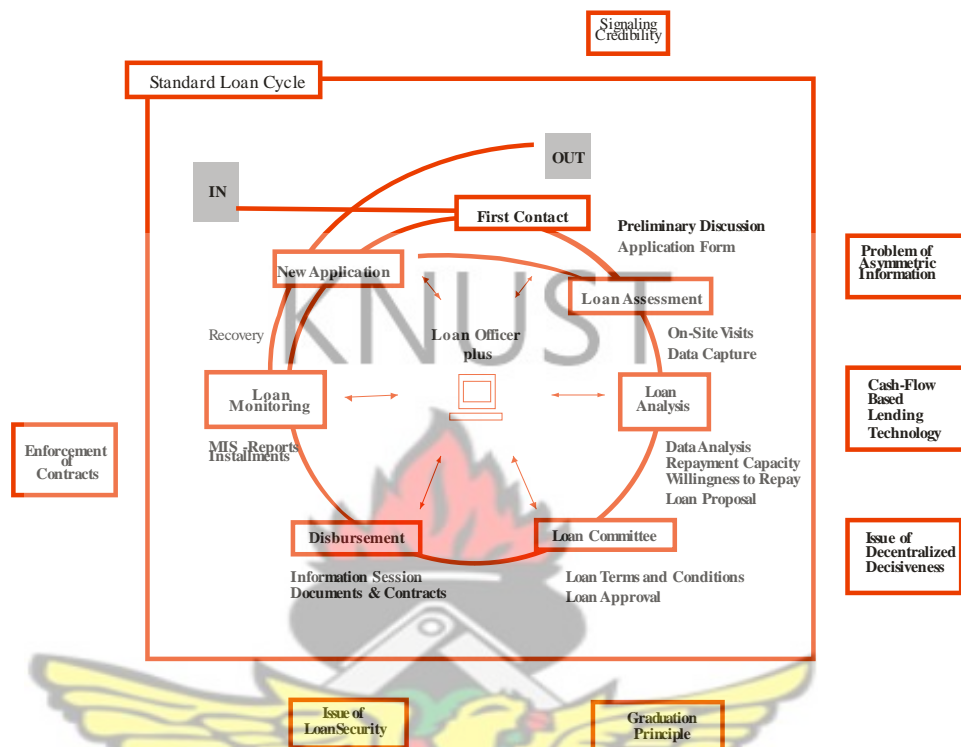 Signaling
Credibility
Standard Loan Cycle
OUT
IN
First Contact
Preliminary Discussion
Application Form
New Application
Loan Assessment
Problem of
Asymmetric
Information
KNUST
Recovery
Loan Officer
plus
On-Site Visits
Data Capture
Loan
Monitoring
Loan
Analysis
Cash-Flow
Based
Lending
Technology
Enforcement
of
Contracts
MIS -Reports
Installments
Data Analysis
Repayment Capacity
Willingness to Repay
Loan Proposal
Disbursement
Loan Committee
Issue of
Decentralized
Decisiveness
Information Session
Documents & Contracts
Loan Terms and Conditions
Loan Approval
Issue of
LoanSecurity
Graduation
Principle